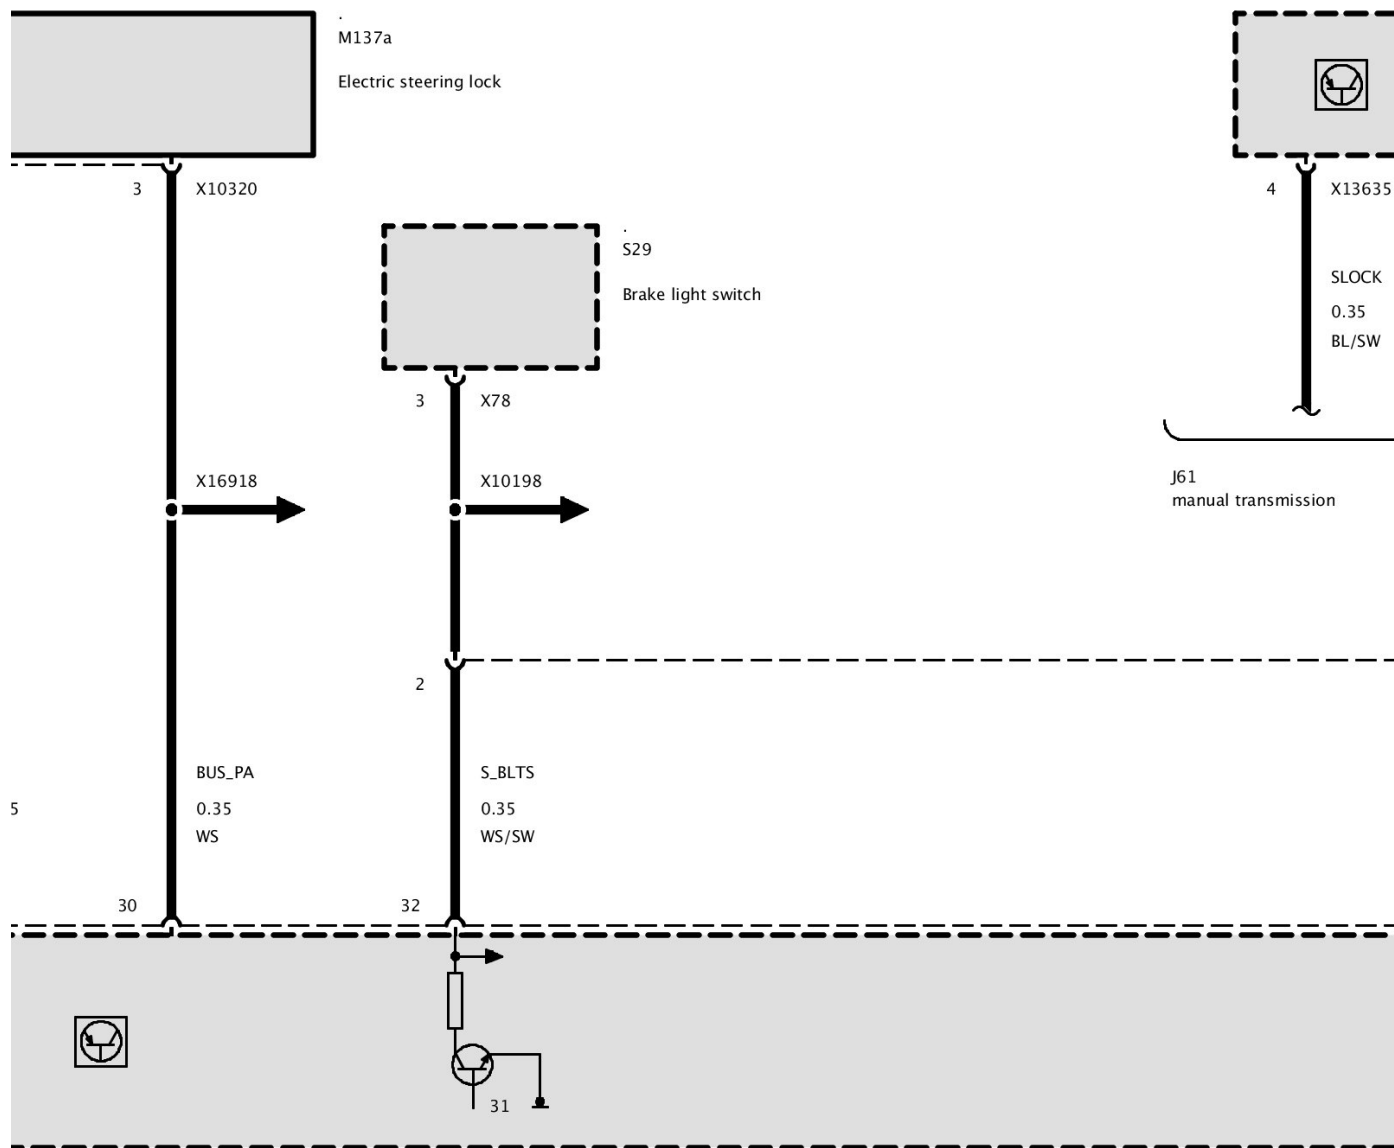 .
M137a
Electric steering lock
3 X10320
4 X13635
.
S29
Brake light switch
SLOCK
0.35
BL/SW
3 X78
X16918
X10198
J61
manual transmission
2
BUS_PA
S_BLTS
5
0.35
0.35
WS
WS/SW
30
32
31